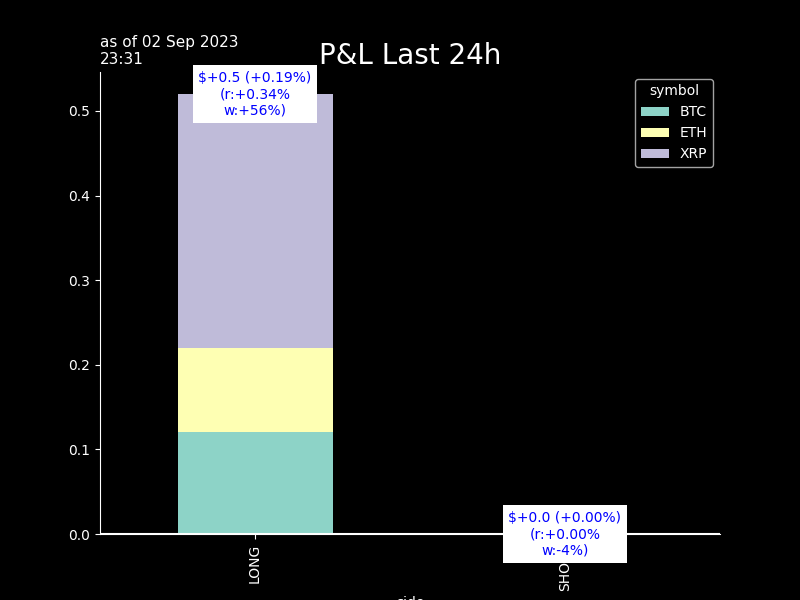 as of 02 Sep 2023
23:31
P&L Last 24h
$+0.5 (+0.19%)
(r:+0.34%
w:+56%)
symbol
BTC
ETH
XRP
0.5
0.4
0.3
0.2
0.1
0.0
$+0.0 (+0.00%)
(r:+0.00%
w:-4%)
LONG
SHO
side